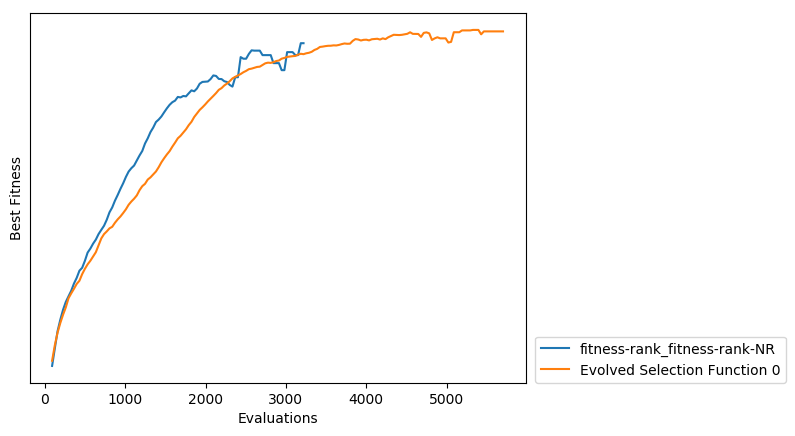 Best Fitness
0 1000 2000 3000 4000 5000
Evaluations
fitness-rank_fitness-rank-NR
Evolved Selection Function 0